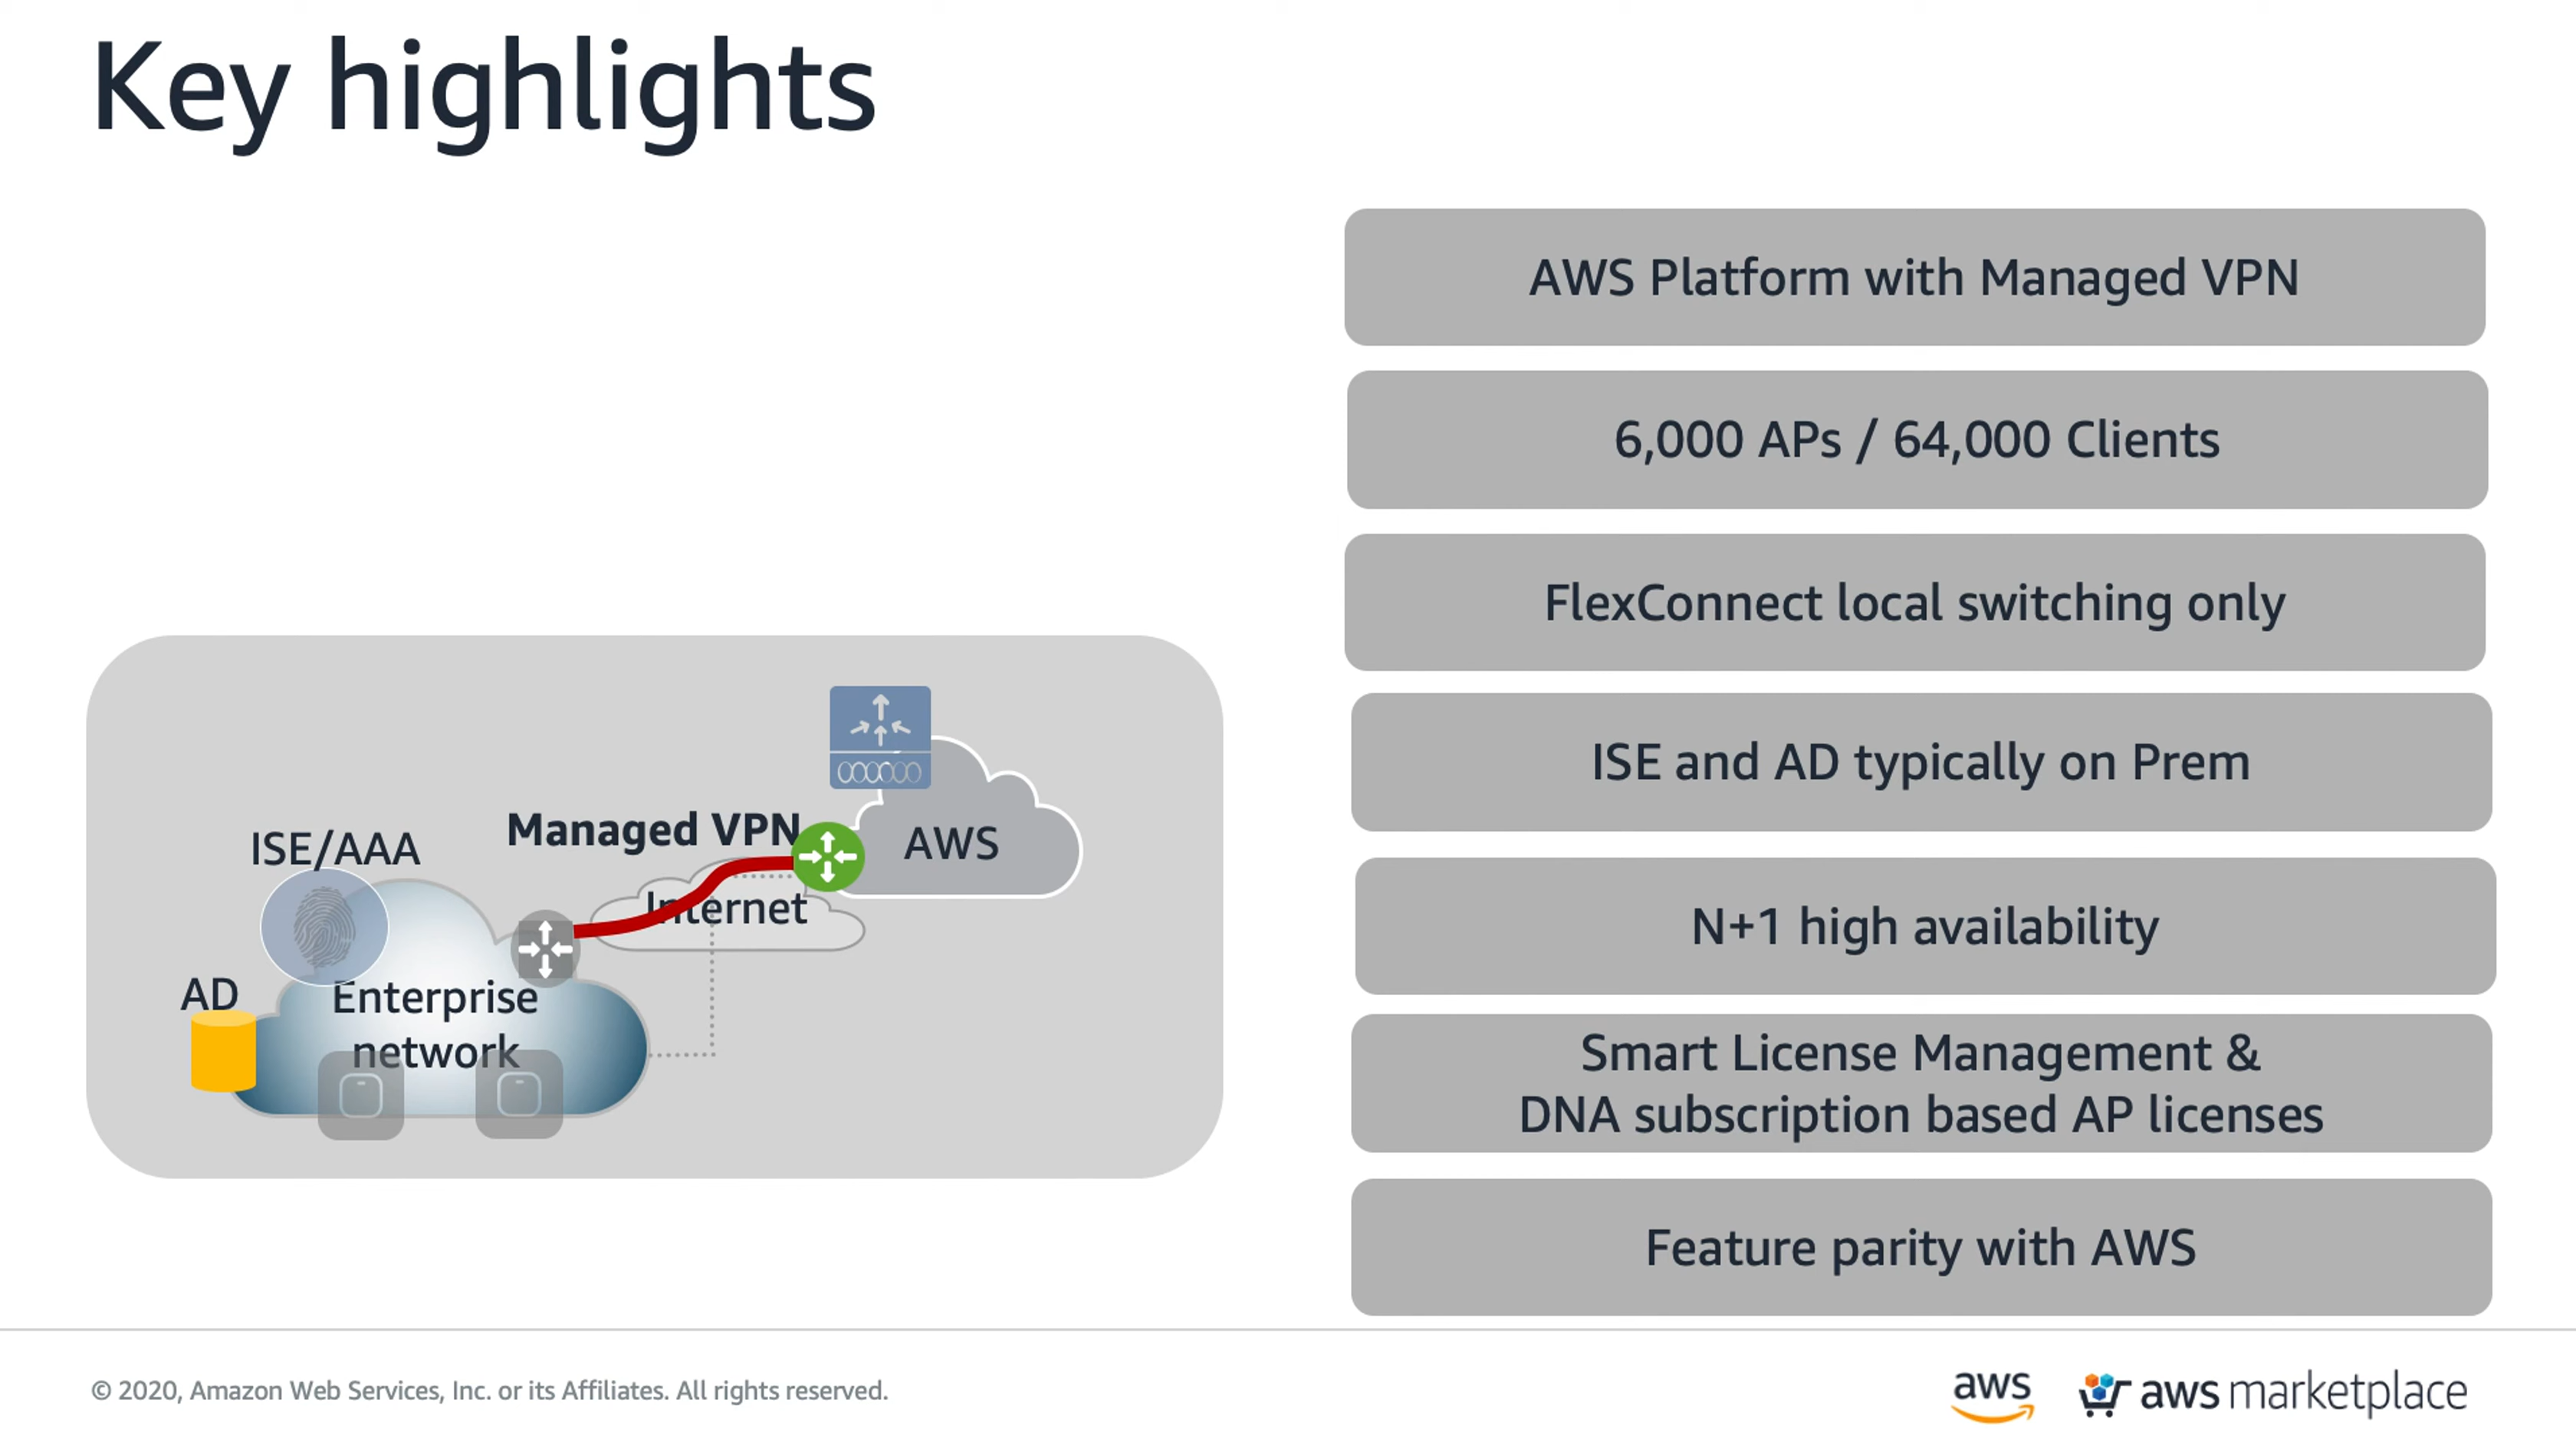 Key highlights
AWS Platform with Managed VPN
6,000 APs / 64,000 Clients
FlexConnect local switching only
ISE and AD typically on Prem
N+1 high availability
Smart License Management &
DNA subscription based AP licenses
Feature parity with AWS
Managed VPN
ISE/AAA
AWS
Internet
AD
Enterprise
network
© 2020, Amazon Web Services, Inc. or its Affiliates. All rights reserved.
aws
aws marketplace